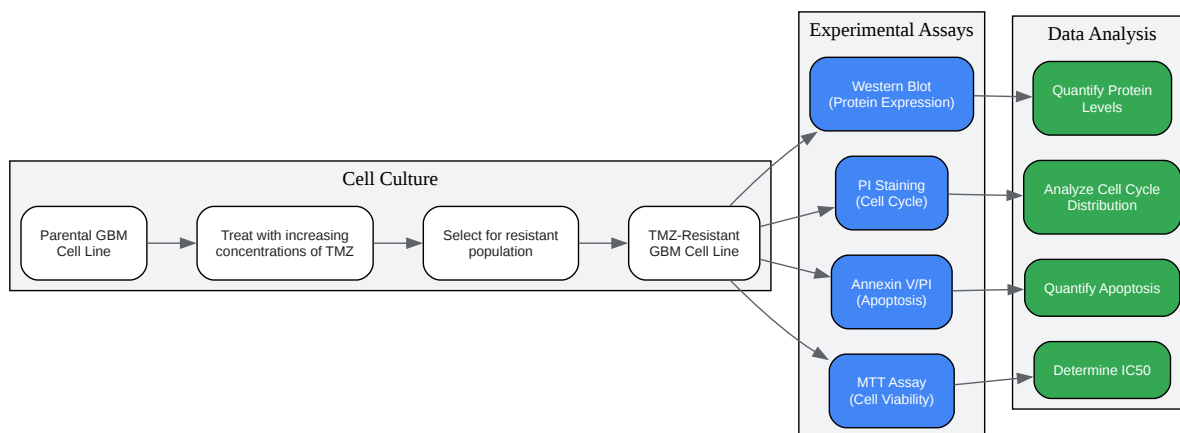 Cell Culture
Parental GBM
Cell Line
Treat with increasing
concentrations of TMZ
Select for resistant
population
TMZ-Resistant
GBM Cell Line
Experimental Assays
Western Blot
(Protein Expression)
PI Staining
(Cell Cycle)
Annexin V/PI
(Apoptosis)
MTT Assay
(Cell Viability)
Data Analysis
Quantify Protein
Levels
Analyze Cell Cycle
Distribution
Quantify Apoptosis
Determine IC50